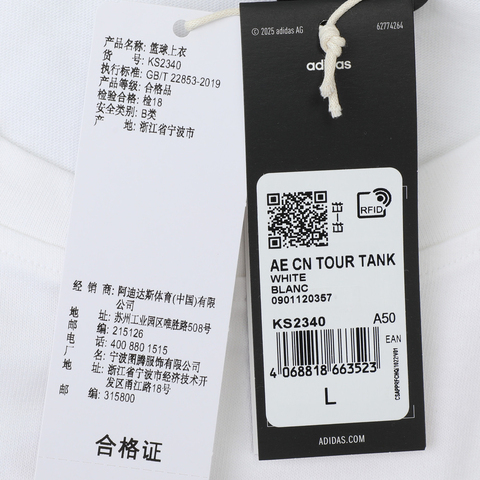 产品名称: 篮球上衣
货 号: KS2340
执行标准: GB/T 22853-2019
产品等级: 合格品
检验合格: 检18
安全类别: B类
产 地: 浙江省宁波市
经 销 商: 阿迪达斯体育(中国)有限公司
地 址: 苏州工业园区唯胜路508号
邮 编: 215126
电 话: 400 880 1515
厂 名: 宁波图腾服饰有限公司
地 址: 浙江省宁波市经济技术开发区甬江路18号
邮 编: 315800
合格证
© 2025 adidas AG
62774264
adidas
RFID
扫一扫
AE CN TOUR TANK
WHITE
BLANC
0901120357
KS2340 A50
EAN
4 068818 663523
L
ADIDAS.COM